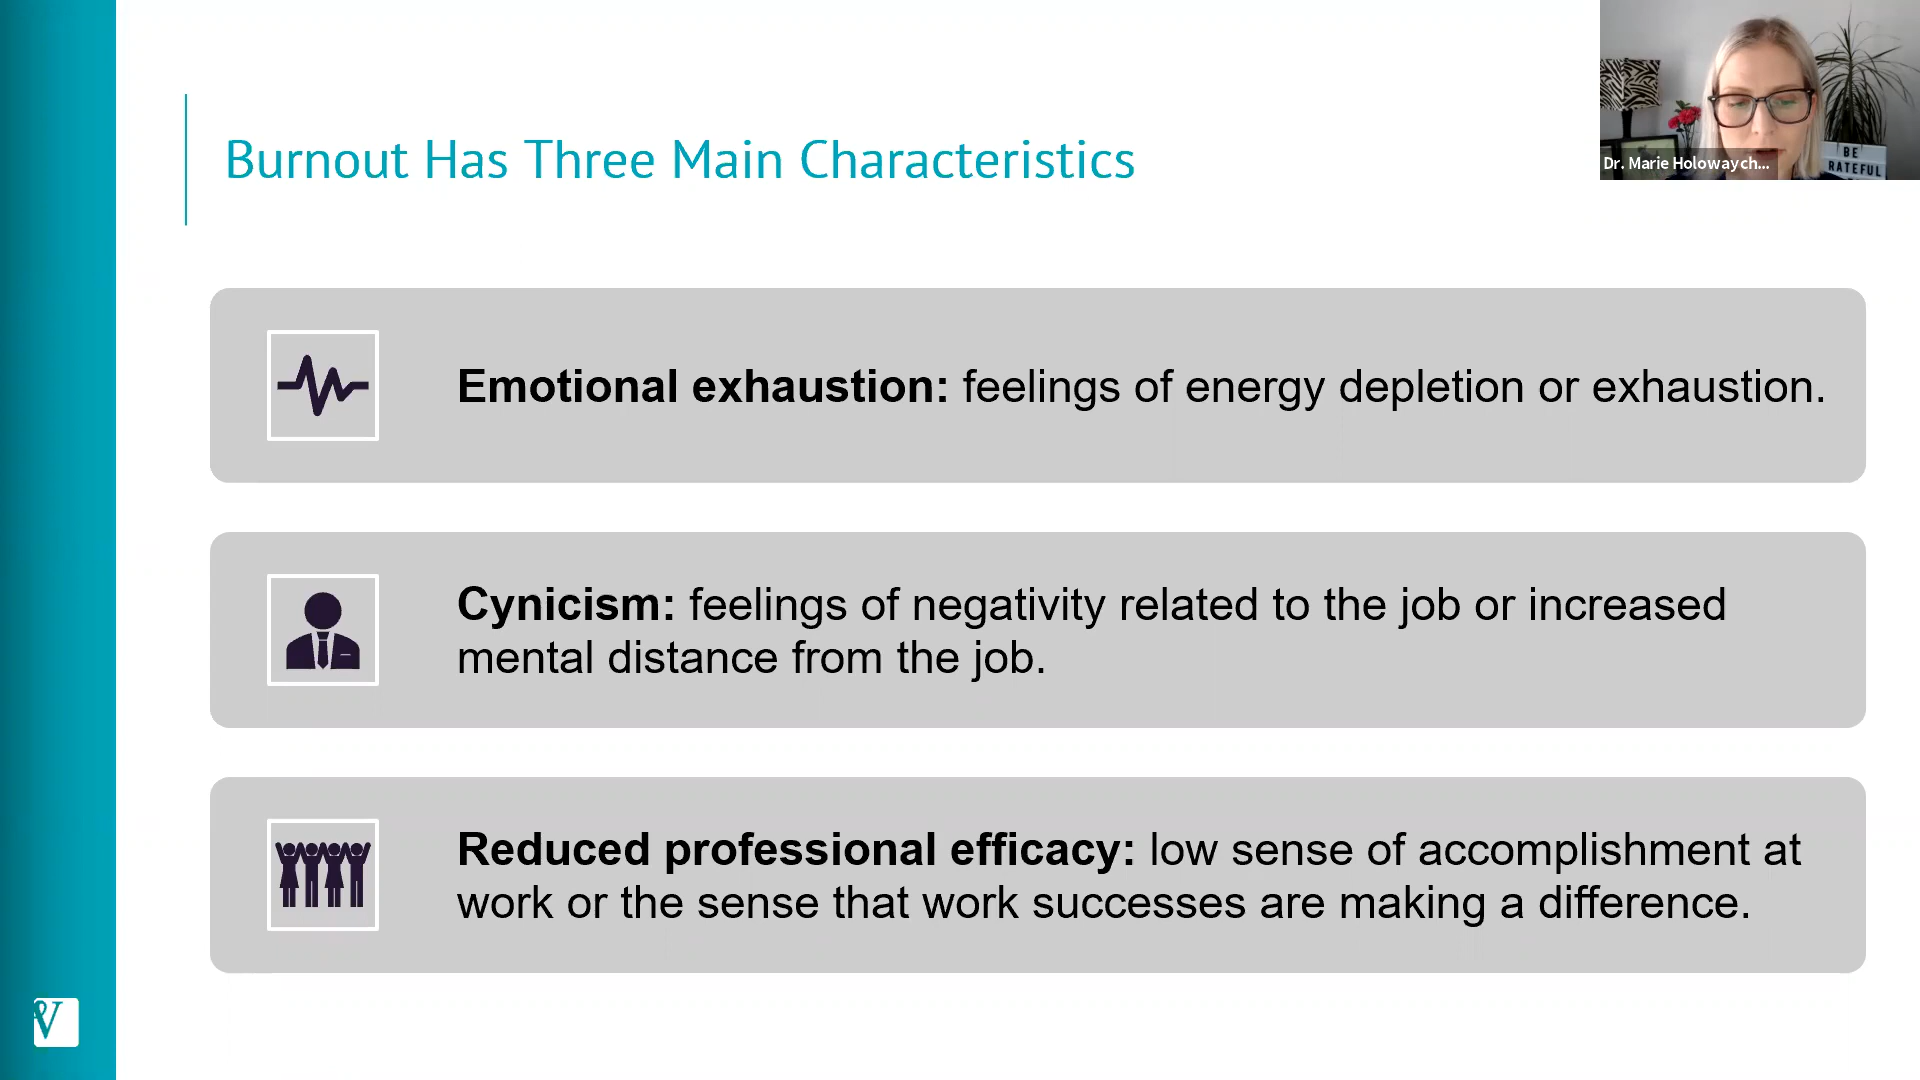 Burnout Has Three Main Characteristics
Dr. Marie Holowaych...
BE
RATEFUL
Emotional exhaustion: feelings of energy depletion or exhaustion.
Cynicism: feelings of negativity related to the job or increased
mental distance from the job.
Reduced professional efficacy: low sense of accomplishment at
work or the sense that work successes are making a difference.
V